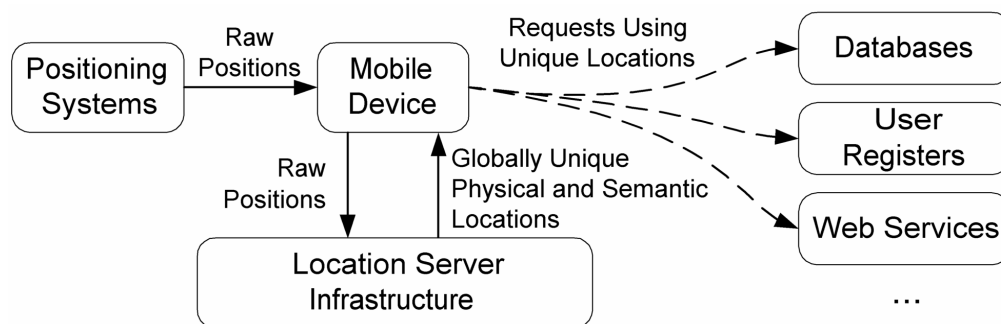 Positioning
Systems
Raw
Positions
Mobile
Device
Requests Using
Unique Locations
Databases
User
Registers
Web Services
...
Raw
Positions
Globally Unique
Physical and Semantic
Locations
Location Server
Infrastructure